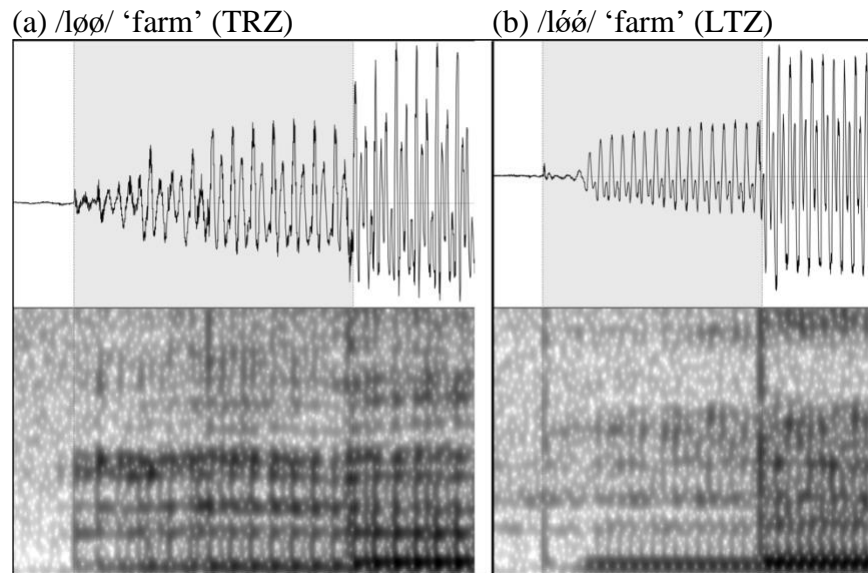 (a) /løø/ ‘farm’ (TRZ)
(b) /lǿǿ/ ‘farm’ (LTZ)